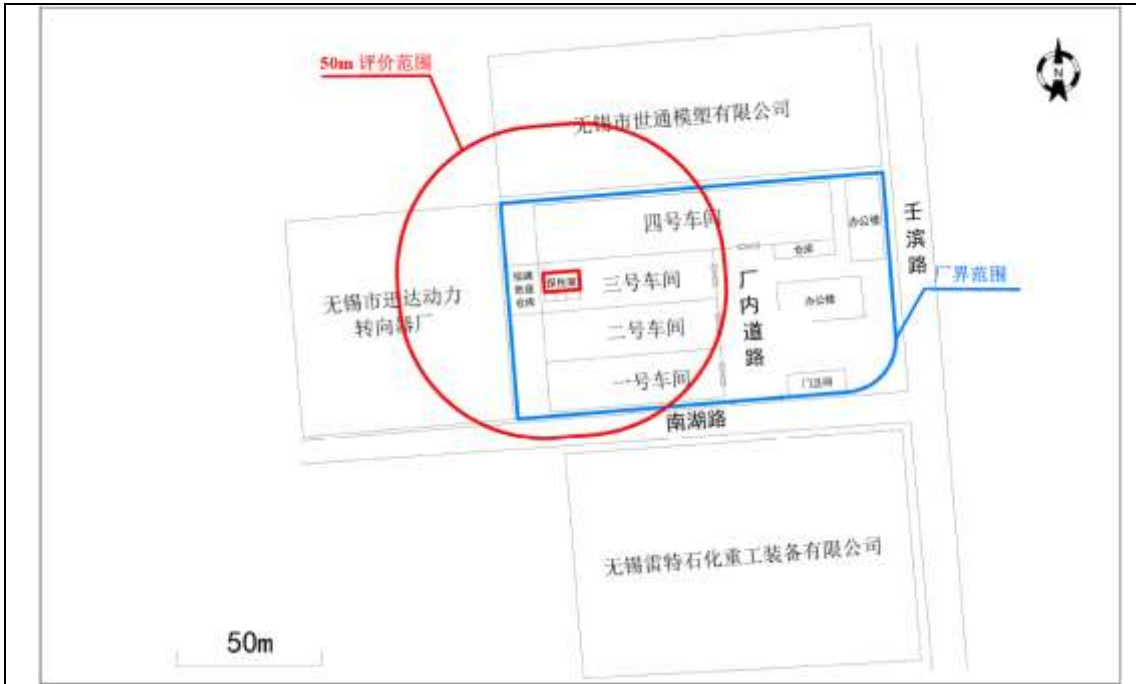 50m 评价范围
N
无锡市世通模塑有限公司
四号车间
办公楼
壬滨路
仓库
探伤室
三号车间
厂内道路
厂界范围
无锡市迅达动力
转向器厂
办公楼
二号车间
一号车间
门卫间
南湖路
无锡雷特石化重工装备有限公司
50m